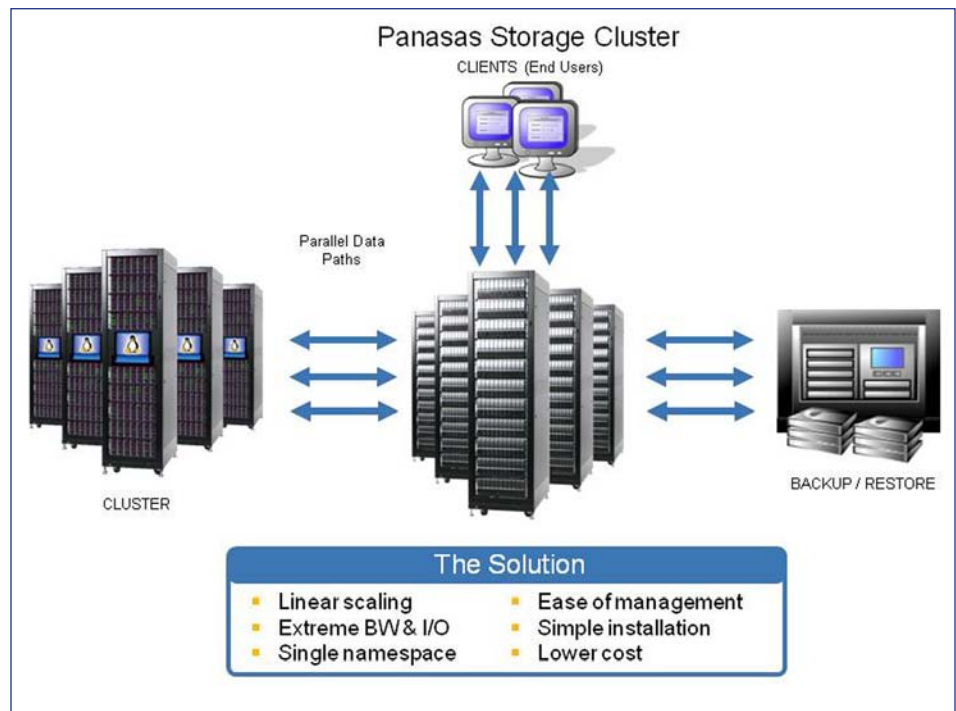 Panasas Storage Cluster
CLIENTS (End Users)
Parallel Data
Paths
CLUSTER
BACKUP / RESTORE
The Solution
Linear scaling
Extreme BW & I/O
Single namespace
Ease of management
Simple installation
Lower cost